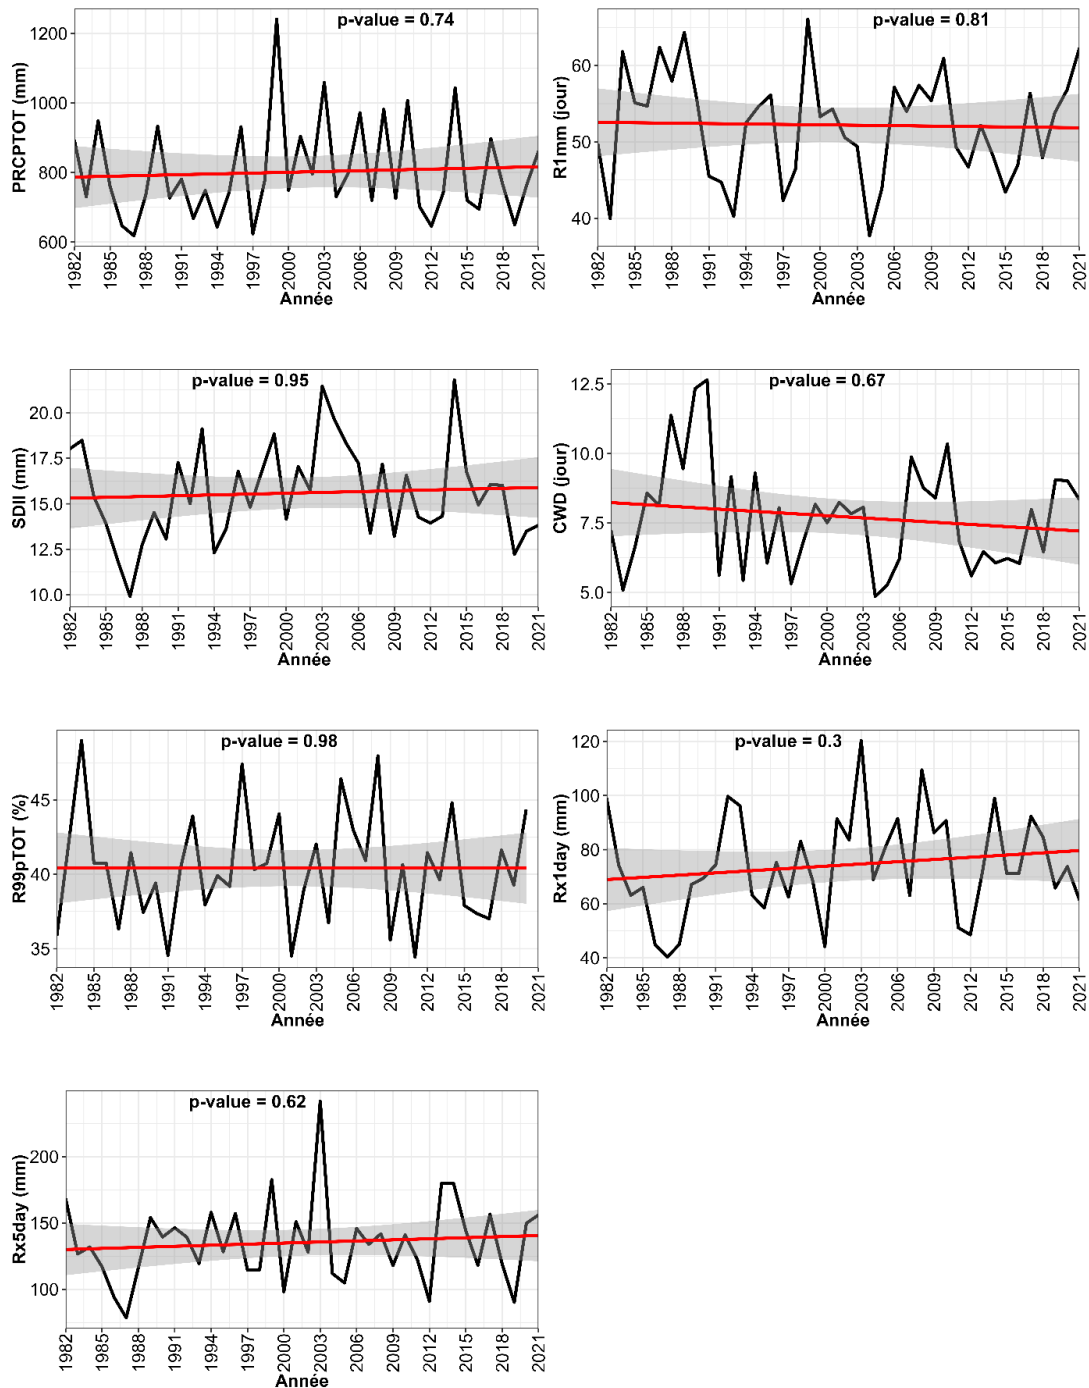 p-value = 0.74
PRCPTOT (mm)
1200
1000
800
600
1982 1985 1988 1991 1994 1997 2000 2003 2006 2009 2012 2015 2018 2021
Année
p-value = 0.81
R1mm (jour)
60
50
40
1982 1985 1988 1991 1994 1997 2000 2003 2006 2009 2012 2015 2018 2021
Année
p-value = 0.95
SDII (mm)
20.0
17.5
15.0
12.5
10.0
1982 1985 1988 1991 1994 1997 2000 2003 2006 2009 2012 2015 2018 2021
Année
p-value = 0.67
CWD (jour)
12.5
10.0
7.5
5.0
1982 1985 1988 1991 1994 1997 2000 2003 2006 2009 2012 2015 2018 2021
Année
p-value = 0.98
R99pTOT (%)
45
40
35
1982 1985 1988 1991 1994 1997 2000 2003 2006 2009 2012 2015 2018 2021
Année
p-value = 0.3
Rx1day (mm)
120
100
80
60
40
1982 1985 1988 1991 1994 1997 2000 2003 2006 2009 2012 2015 2018 2021
Année
p-value = 0.62
Rx5day (mm)
200
150
100
1982 1985 1988 1991 1994 1997 2000 2003 2006 2009 2012 2015 2018 2021
Année